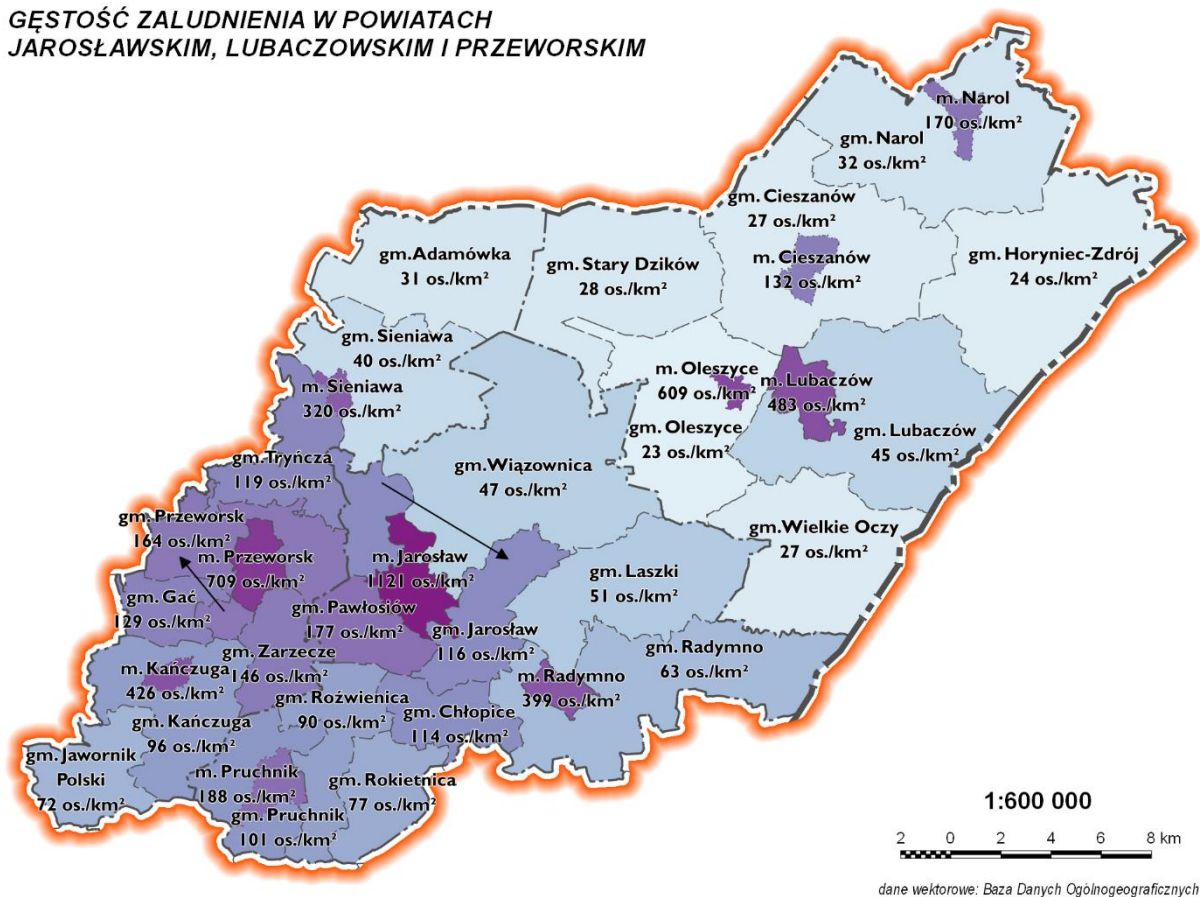 GĘSTOŚĆ ZALUDNIENIA W POWIATACH
JAROSŁAWSKIM, LUBACZOWSKIM I PRZEWORSKIM
m. Narol
170 os./km²
gm. Narol
32 os./km²
gm. Cieszanów
27 os./km²
m. Cieszanów
132 os./km²
gm. Horyniec-Zdrój
24 os./km²
gm. Adamówka
31 os./km²
gm. Stary Dzików
28 os./km²
gm. Sieniawa
40 os./km²
m. Sieniawa
320 os./km²
m. Oleszyce
609 os./km²
m. Lubaczów
483 os./km²
gm. Oleszyce
23 os./km²
gm. Lubaczów
45 os./km²
gm. Tryńcza
119 os./km²
gm. Wiązownica
47 os./km²
gm. Wielkie Oczy
27 os./km²
gm. Przeworsk
164 os./km²
m. Przeworsk
709 os./km²
m. Jarosław
1121 os./km²
gm. Laszki
51 os./km²
gm. Gać
129 os./km²
gm. Pawłosiów
177 os./km²
gm. Jarosław
116 os./km²
gm. Radymno
63 os./km²
gm. Zarzecze
146 os./km²
m. Kańczuga
426 os./km²
m. Radymno
399 os./km²
gm. Roźwienica
90 os./km²
gm. Chłopice
114 os./km²
gm. Kańczuga
96 os./km²
gm. Jawornik
Polski
72 os./km²
m. Pruchnik
188 os./km²
gm. Rokietnica
77 os./km²
gm. Pruchnik
101 os./km²
1:600 000
2 0 2 4 6 8 km
dane wektorowe: Baza Danych Ogólnogeograficznych